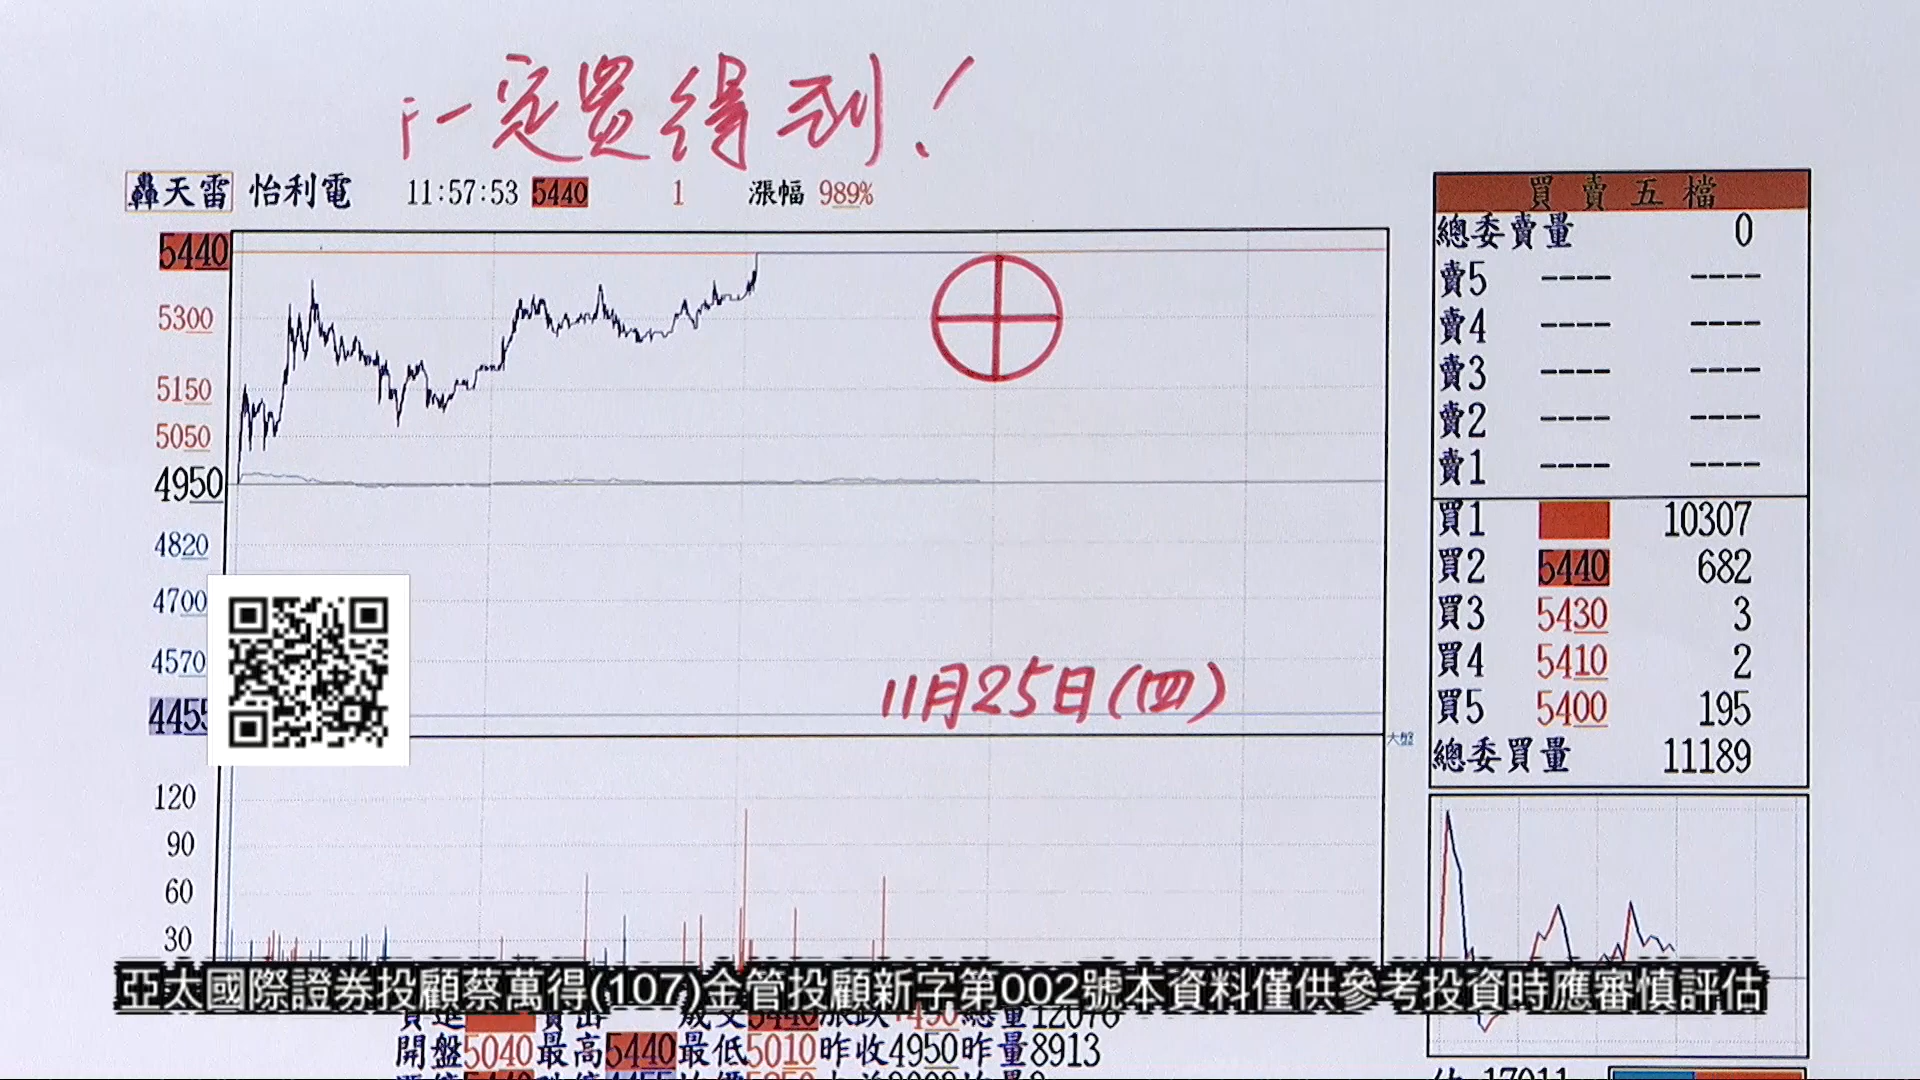 一定買得到！
轟天雷 怡利電 11:57:53 5440 1 漲幅 989%
5440
5300
5150
5050
4950
4820
4700
4570
4455
11月25日(四)
大盤
120
90
60
30
買賣五檔
總委賣量 0
賣5 ---- ----
賣4 ---- ----
賣3 ---- ----
賣2 ---- ----
賣1 ---- ----
買1 10307
買2 5440 682
買3 5430 3
買4 5410 2
買5 5400 195
總委買量 11189
亞太國際證券投顧蔡萬得(107)金管投顧新字第002號本資料僅供參考投資時應審慎評估
開盤5040最高5440最低5010昨收4950昨量8913